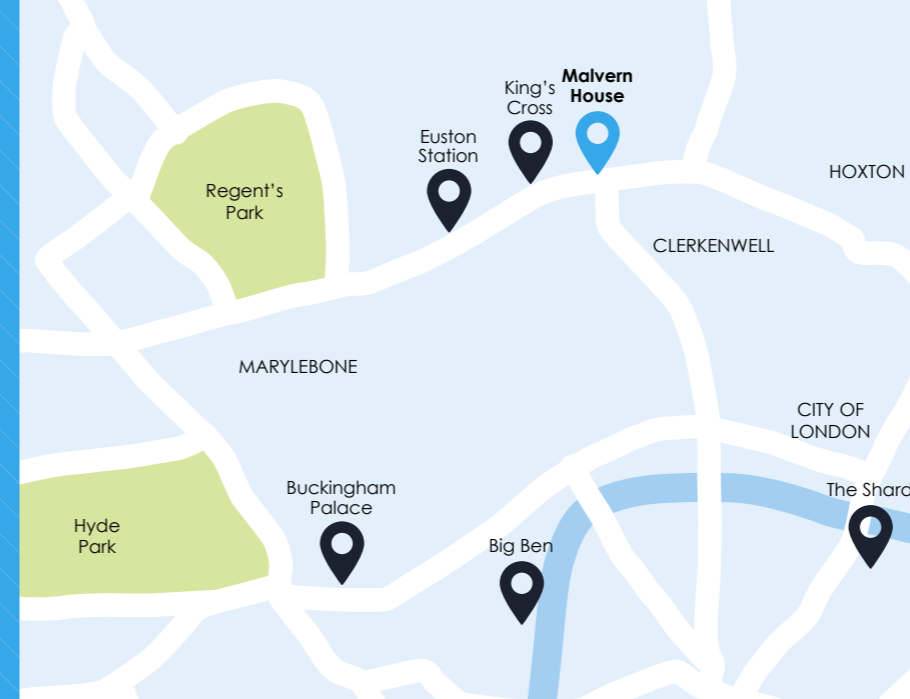 Malvern
House
King's
Cross
Euston
Station
HOXTON
Regent's
Park
CLERKENWELL
MARYLEBONE
CITY OF
LONDON
Buckingham
Palace
The Shard
Hyde
Park
Big Ben